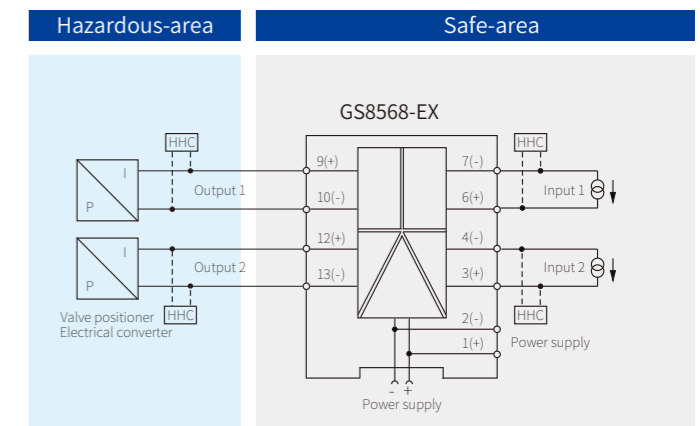 Hazardous-area
Safe-area
GS8568-EX
HHC
HHC
I
P
Output 1
9(+)
7(-)
Input 1
10(-)
6(+)
I
P
Output 2
12(+)
4(-)
Input 2
13(-)
3(+)
Valve positioner
Electrical converter
HHC
HHC
2(-)
1(+)
Power supply
- +
Power supply